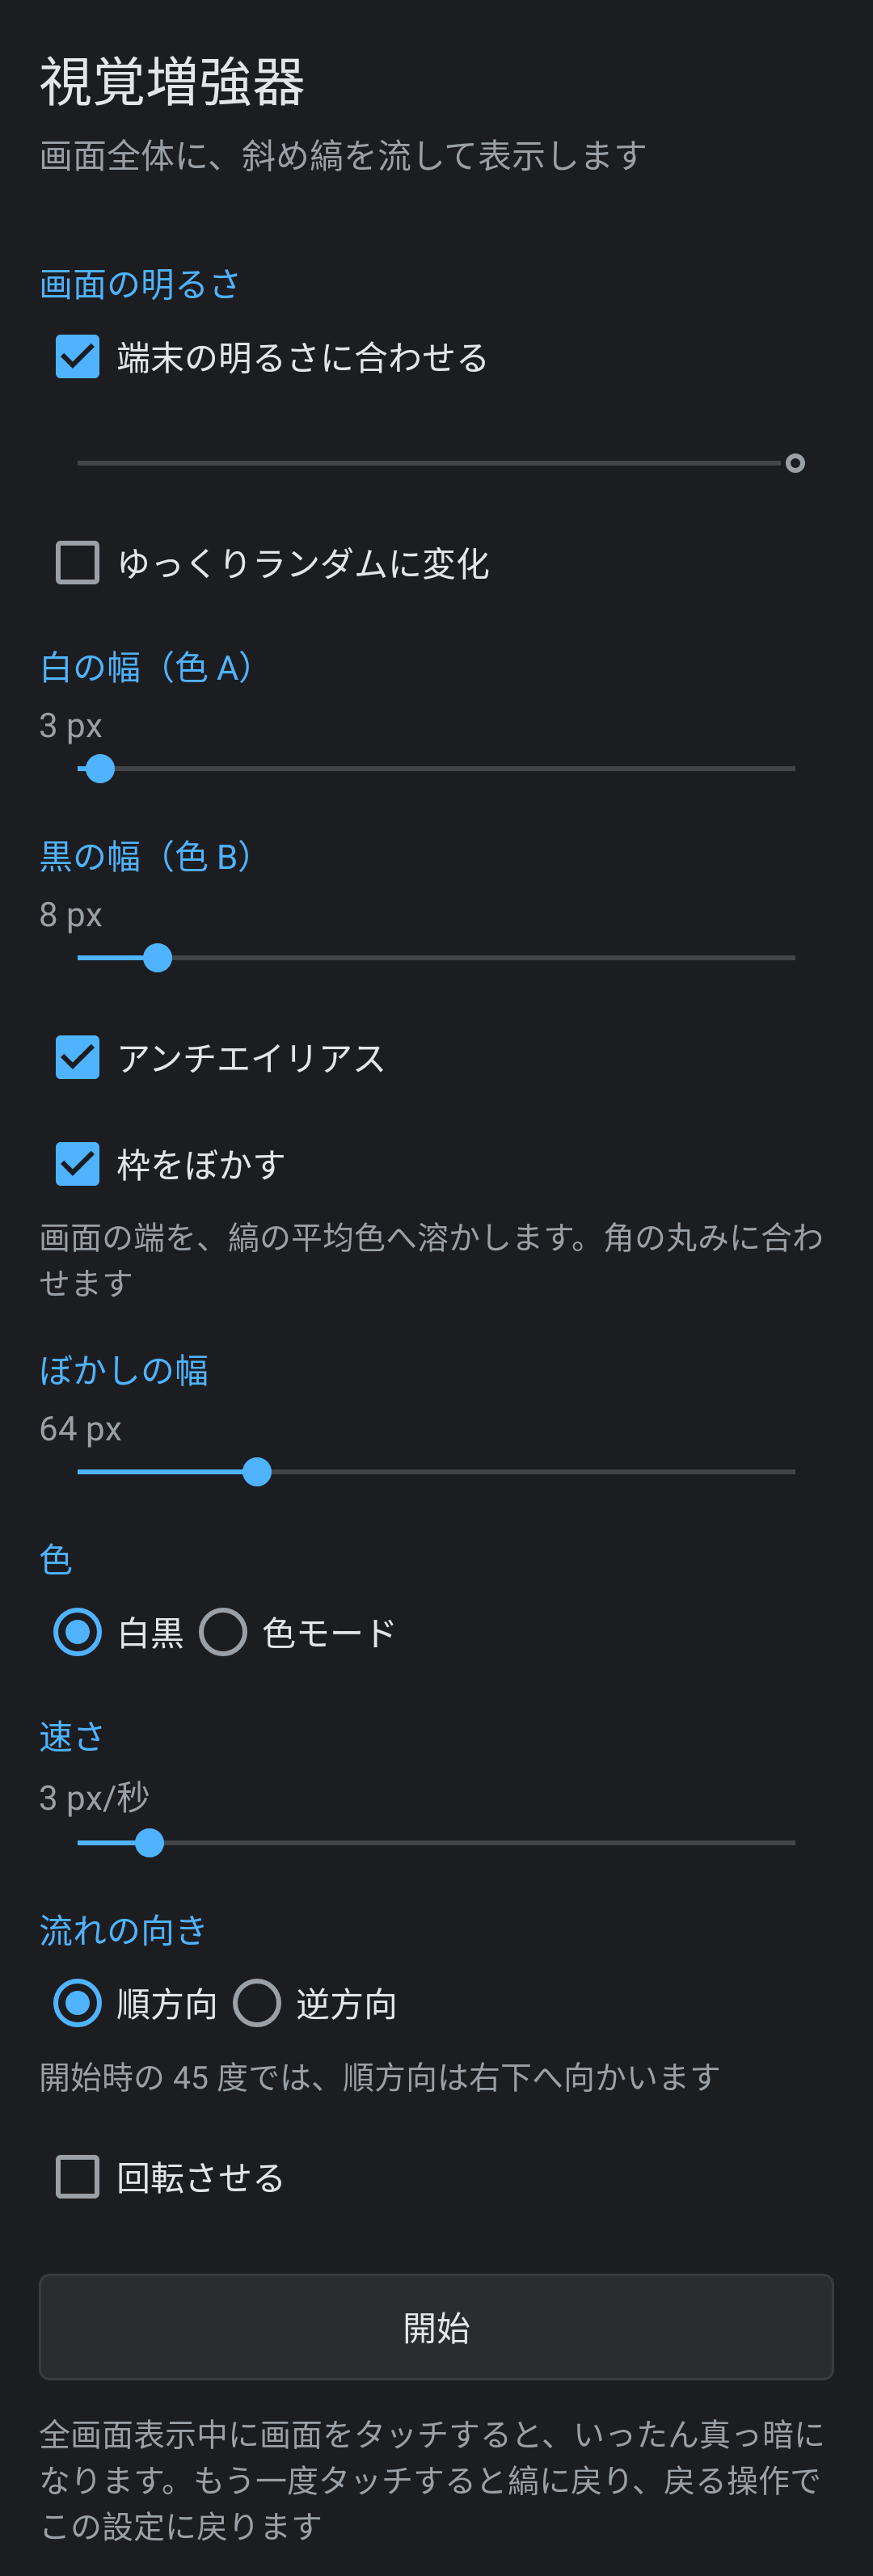 視覚増強器
画面全体に、斜め縞を流して表示します
画面の明るさ
端末の明るさに合わせる
ゆっくりランダムに変化
白の幅（色 A）
3 px
黒の幅（色 B）
8 px
アンチエイリアス
枠をぼかす
画面の端を、縞の平均色へ溶かします。角の丸みに合わ
せます
ぼかしの幅
64 px
色
白黒 色モード
速さ
3 px/秒
流れの向き
順方向 逆方向
開始時の 45 度では、順方向は右下へ向かいます
回転させる
開始
全画面表示中に画面をタッチすると、いったん真っ暗に
なります。もう一度タッチすると縞に戻り、戻る操作で
この設定に戻ります